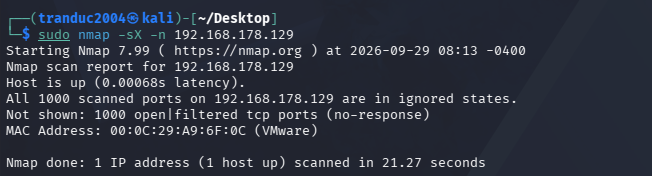 ┌──(tranduc2004㉿kali)-[~/Desktop]
└─$ sudo nmap -sX -n 192.168.178.129
Starting Nmap 7.99 ( https://nmap.org ) at 2026-09-29 08:13 -0400
Nmap scan report for 192.168.178.129
Host is up (0.00068s latency).
All 1000 scanned ports on 192.168.178.129 are in ignored states.
Not shown: 1000 open|filtered tcp ports (no-response)
MAC Address: 00:0C:29:A9:6F:0C (VMware)
Nmap done: 1 IP address (1 host up) scanned in 21.27 seconds